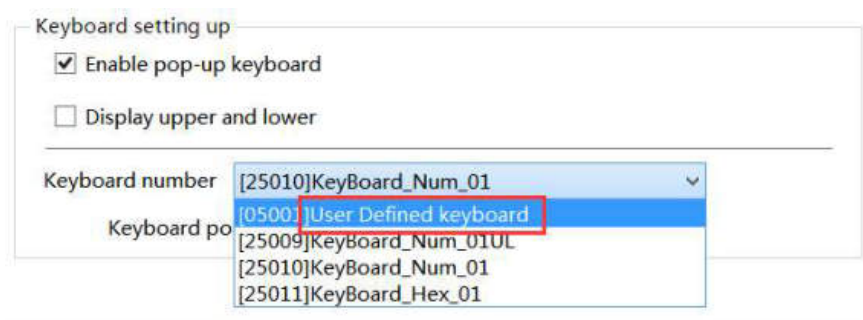 Keyboard setting up
Enable pop-up keyboard
Display upper and lower
Keyboard number [25010]KeyBoard_Num_01
[05001]User Defined keyboard
Keyboard po
[25009]KeyBoard_Num_01UL
[25010]KeyBoard_Num_01
[25011]KeyBoard_Hex_01